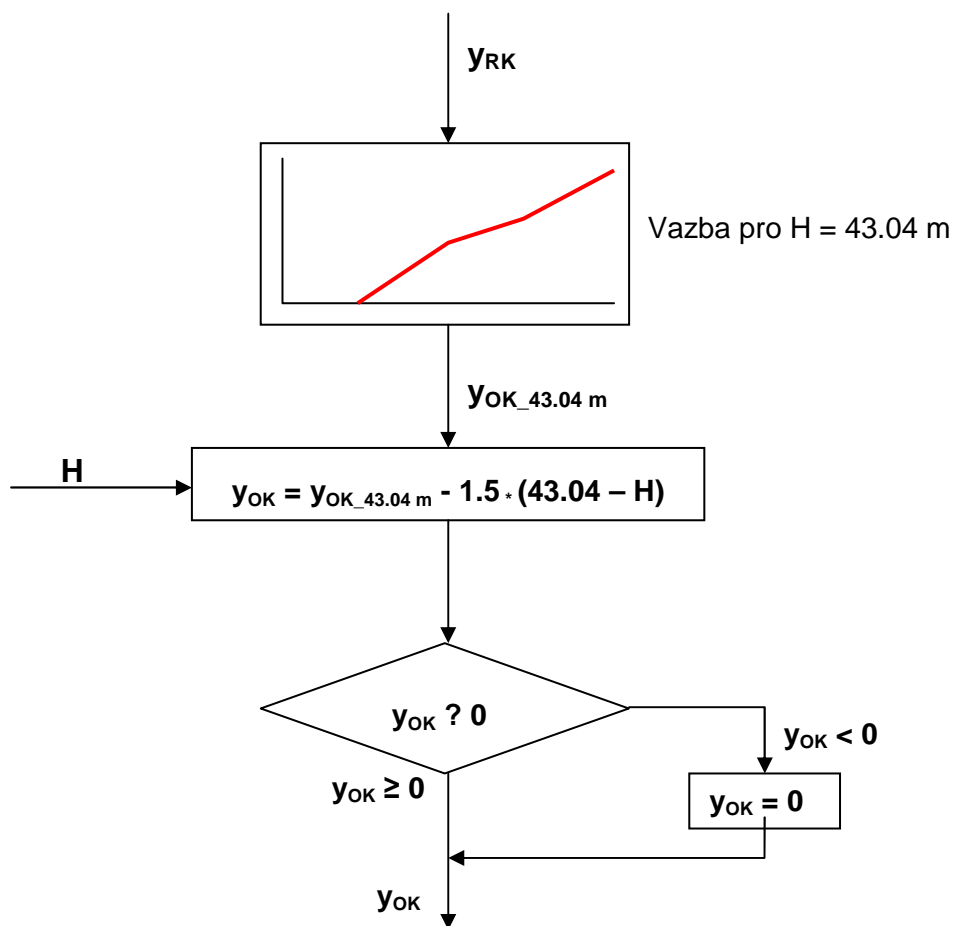 yRK
Vazba pro H = 43.04 m
yOK_43.04 m
H
yOK = yOK_43.04 m - 1.5 * (43.04 – H)
yOK ? 0
yOK < 0
yOK ≥ 0
yOK = 0
yOK